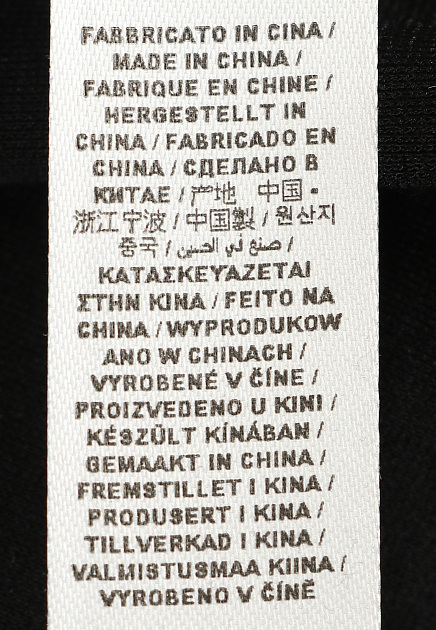 FABBRICATO IN CINA /
MADE IN CHINA /
FABRIQUE EN CHINE /
HERGESTELLT IN
CHINA / FABRICADO EN
CHINA / СДЕЛАНО В
КИТАЕ / 产地 中国 -
浙江宁波 / 中国製 / 원산지
중국 / صنع في الصين /
ΚΑΤΑΣΚΕΥΑΖΕΤΑΙ
ΣΤΗΝ ΚΙΝΑ / FEITO NA
CHINA / WYPRODUKOW
ANO W CHINACH /
VYROBENÉ V ČÍNE /
PROIZVEDENO U KINI /
KÉSZÜLT KÍNÁBAN /
GEMAAKT IN CHINA /
FREMSTILLET I KINA /
PRODUSERT I KINA /
TILLVERKAD I KINA /
VALMISTUSMAA KIINA /
VYROBENO V ČÍNĚ